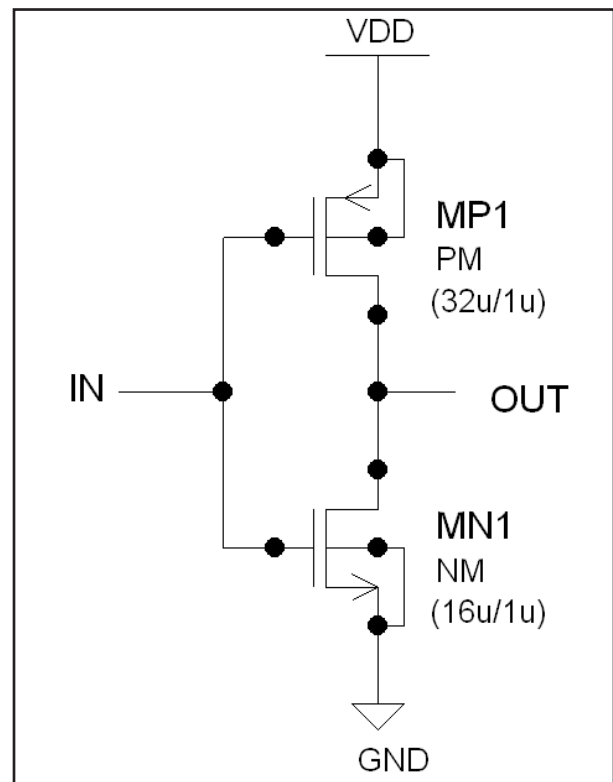 VDD
MP1
PM
(32u/1u)
IN
OUT
MN1
NM
(16u/1u)
GND